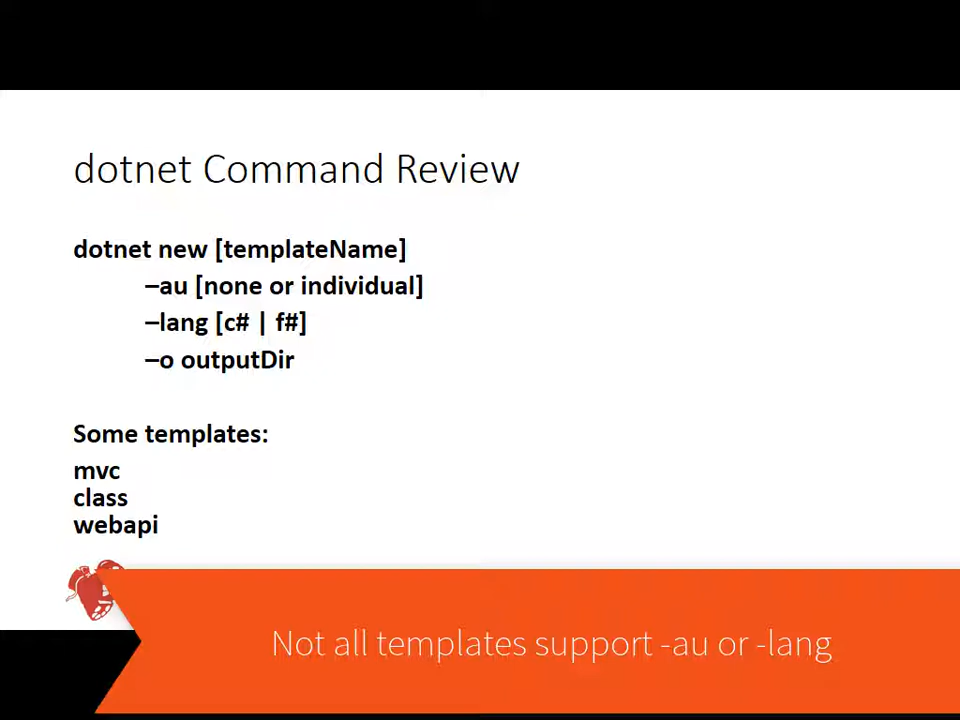 dotnet Command Review
dotnet new [templateName]
–au [none or individual]
–lang [c# | f#]
–o outputDir
Some templates:
mvc
class
webapi
Not all templates support -au or -lang